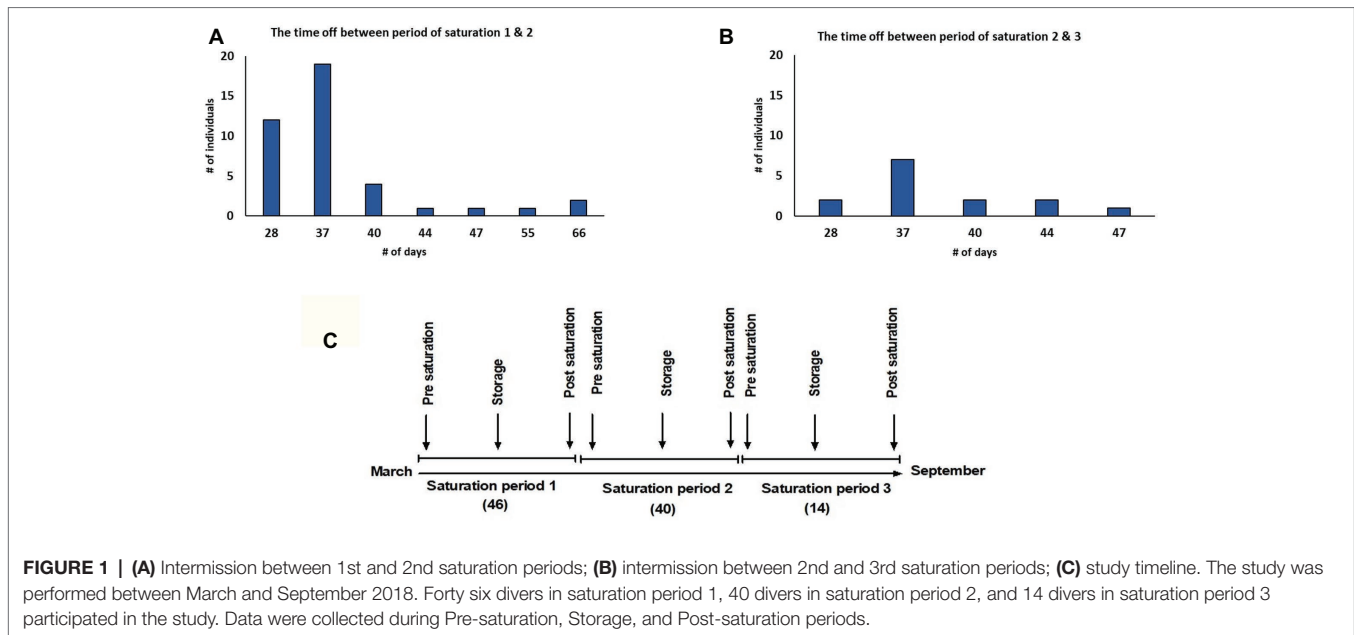 A
The time off between period of saturation 1 & 2
# of individuals
20
15
10
5
0
28 37 40 44 47 55 66
# of days
B
The time off between period of saturation 2 & 3
# of individuals
20
15
10
5
0
28 37 40 44 47
# of days
C
Pre saturation
Storage
Post saturation
Pre saturation
Storage
Post saturation
Pre saturation
Storage
Post saturation
March
September
Saturation period 1
(46)
Saturation period 2
(40)
Saturation period 3
(14)
FIGURE 1 | (A) Intermission between 1st and 2nd saturation periods; (B) intermission between 2nd and 3rd saturation periods; (C) study timeline. The study was
performed between March and September 2018. Forty six divers in saturation period 1, 40 divers in saturation period 2, and 14 divers in saturation period 3
participated in the study. Data were collected during Pre-saturation, Storage, and Post-saturation periods.